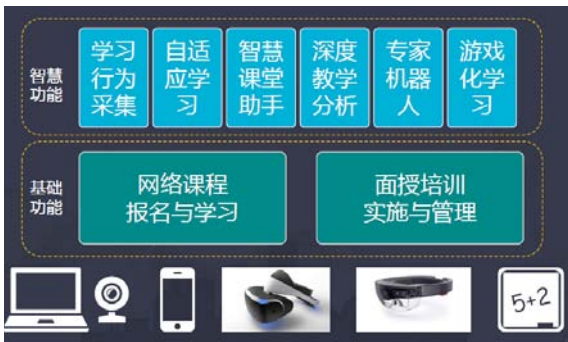 智慧
功能
学习
行为
采集
自适
应学
习
智慧
课堂
助手
深度
教学
分析
专家
机器
人
游戏
化学
习
基础
功能
网络课程
报名与学习
面授培训
实施与管理
5+2